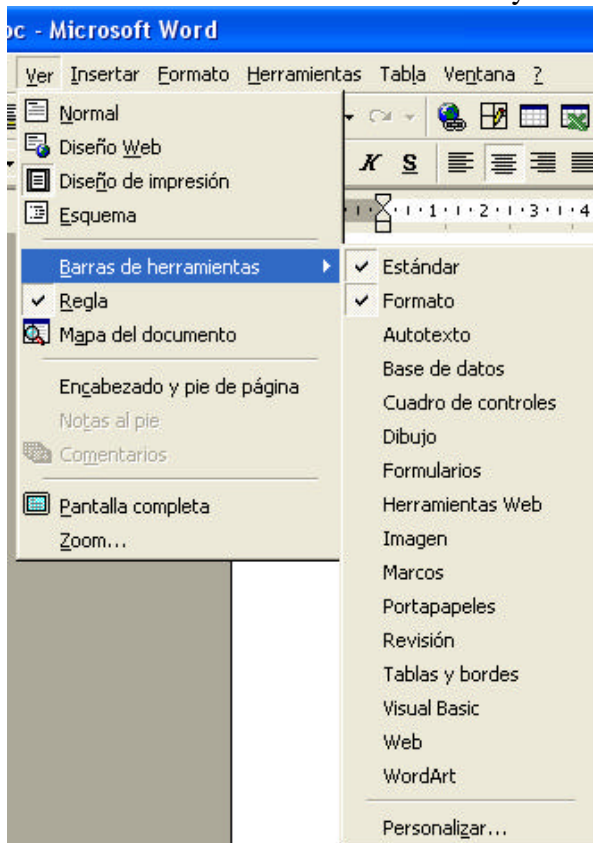 oc - Microsoft Word
Ver Insertar Formato Herramientas Tabla Ventana ?
Normal
Diseño Web
Diseño de impresión
Esquema
Barras de herramientas
Regla
Mapa del documento
Encabezado y pie de página
Notas al pie
Comentarios
Pantalla completa
Zoom...
K S
1 2 3 4
Estándar
Formato
Autotexto
Base de datos
Cuadro de controles
Dibujo
Formularios
Herramientas Web
Imagen
Marcos
Portapapeles
Revisión
Tablas y bordes
Visual Basic
Web
WordArt
Personalizar...